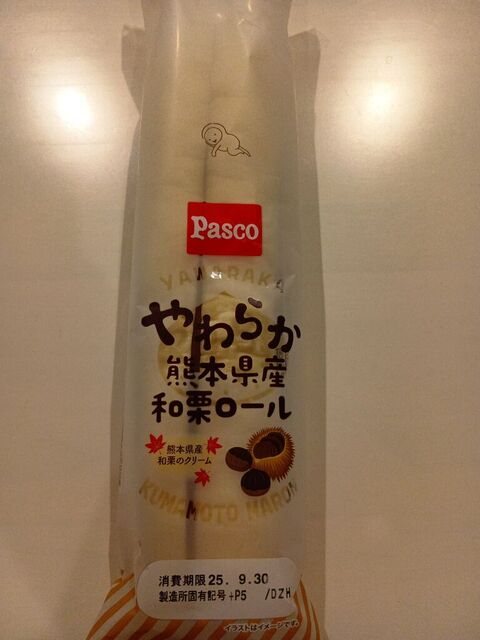 Pasco
YAWARAKA
やわらか
熊本県産
和栗ロール
熊本県産
和栗のクリーム
KUMAMOTO MARON
消費期限 25. 9.30
製造所固有記号 +P5 /DZH
イラストはイメージです。